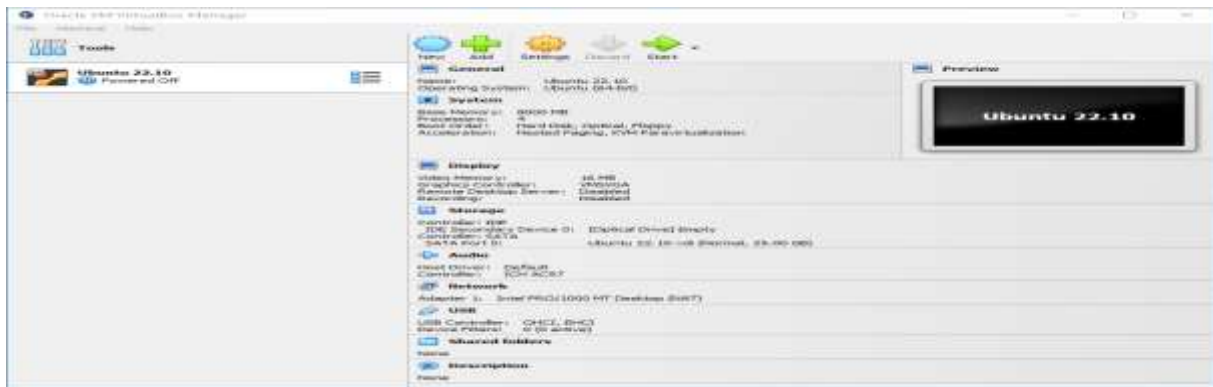 Oracle VM VirtualBox Manager
File Machine Help
Tools
Ubuntu 22.10
Powered Off
New Add Settings Discard Start
General
Name: Ubuntu 22.10
Operating System: Ubuntu (64-bit)
System
Base Memory: 8000 MB
Processors: 4
Boot Order: Hard Disk, Optical, Floppy
Acceleration: Nested Paging, KVM Paravirtualization
Preview
Ubuntu 22.10
Display
Video Memory: 16 MB
Graphics Controller: VMSVGA
Remote Desktop Server: Disabled
Recording: Disabled
Storage
Controller: IDE
IDE Secondary Device 0: [Optical Drive] Empty
Controller: SATA
SATA Port 0: Ubuntu 22.10.vdi (Normal, 25.00 GB)
Audio
Host Driver: Default
Controller: ICH AC97
Network
Adapter 1: Intel PRO/1000 MT Desktop (NAT)
USB
USB Controller: OHCI, EHCI
Device Filters: 0 (0 active)
Shared folders
None
Description
None